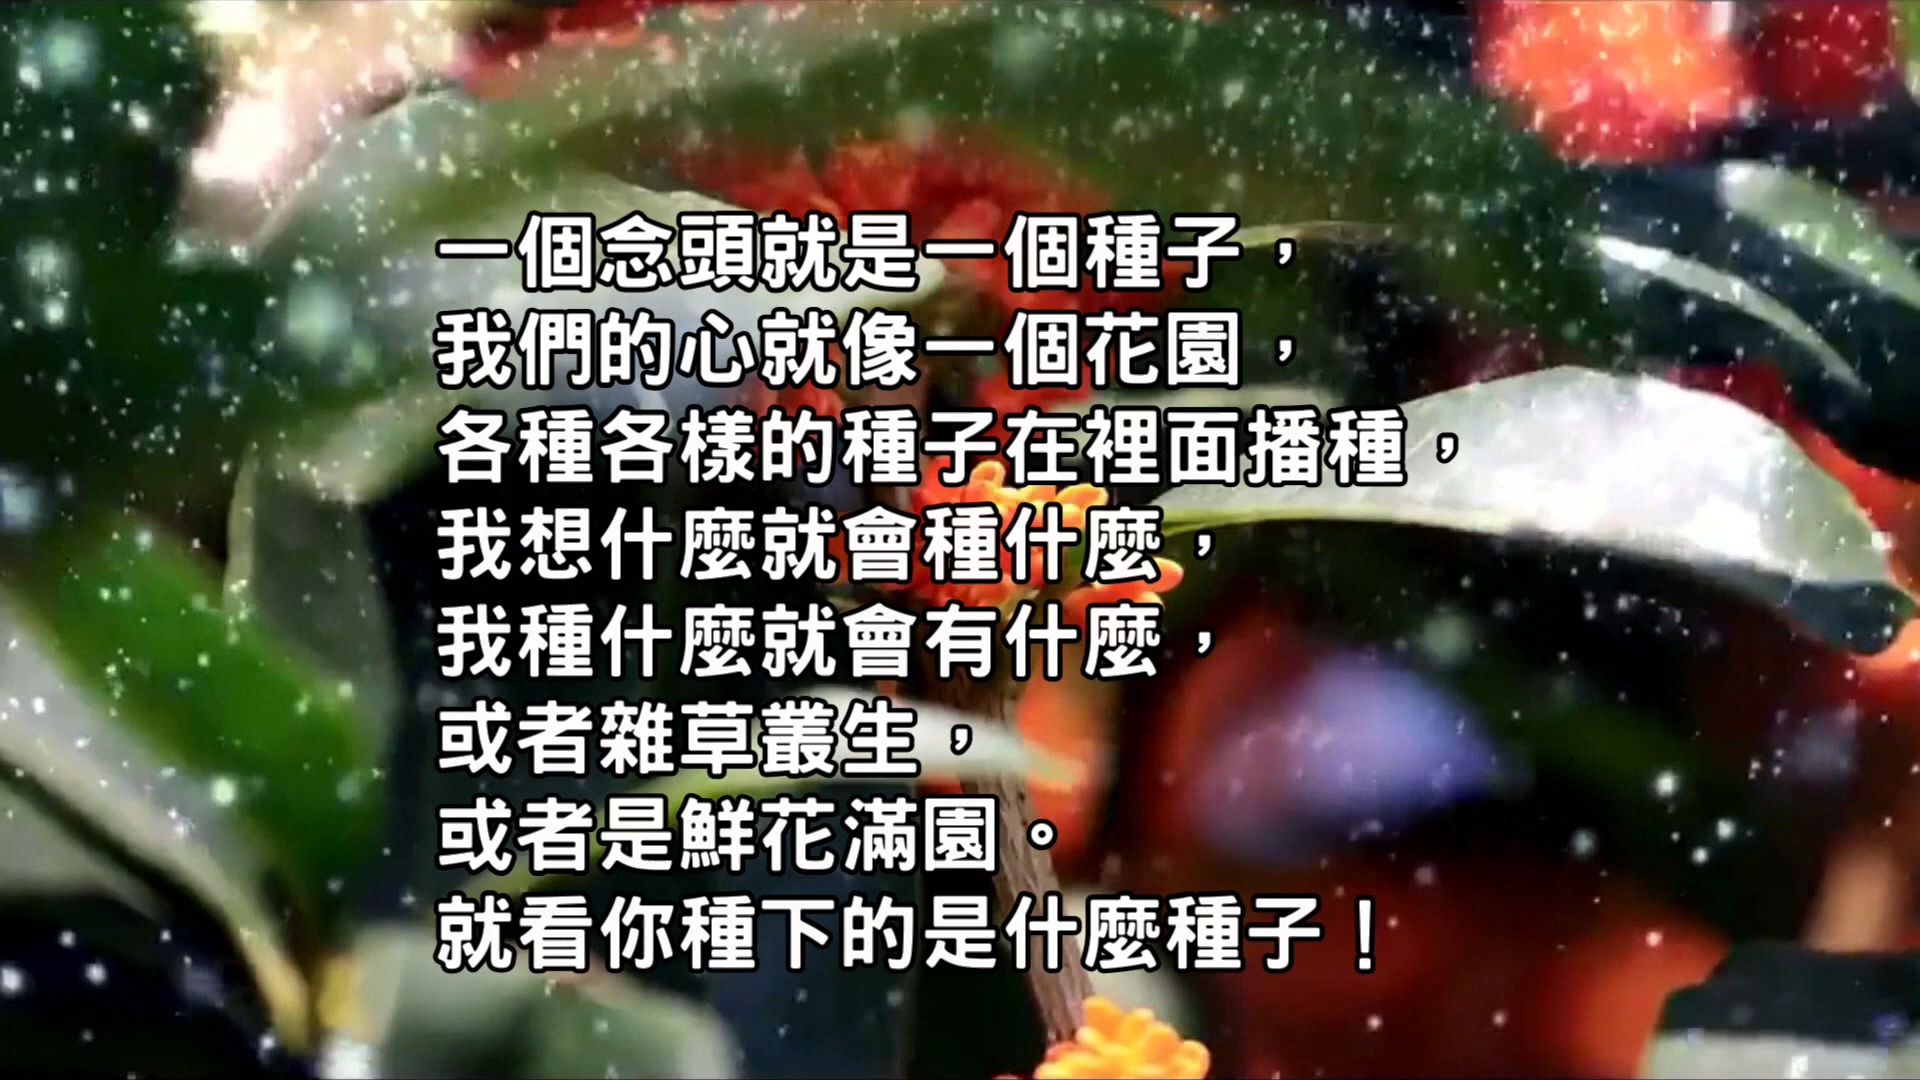 一個念頭就是一個種子，
我們的心就像一個花園，
各種各樣的種子在裡面播種，
我想什麼就會種什麼，
我種什麼就會有什麼，
或者雜草叢生，
或者是鮮花滿園。
就看你種下的是什麼種子！